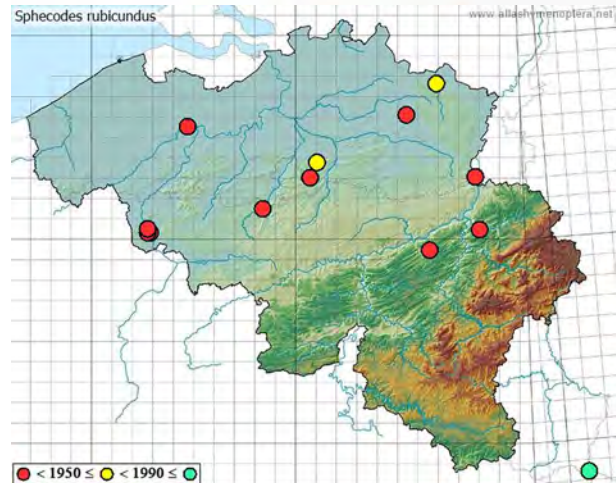 Sphecodes rubicundus
www.atlashymenoptera.net
< 1950 ≤ < 1990 ≤